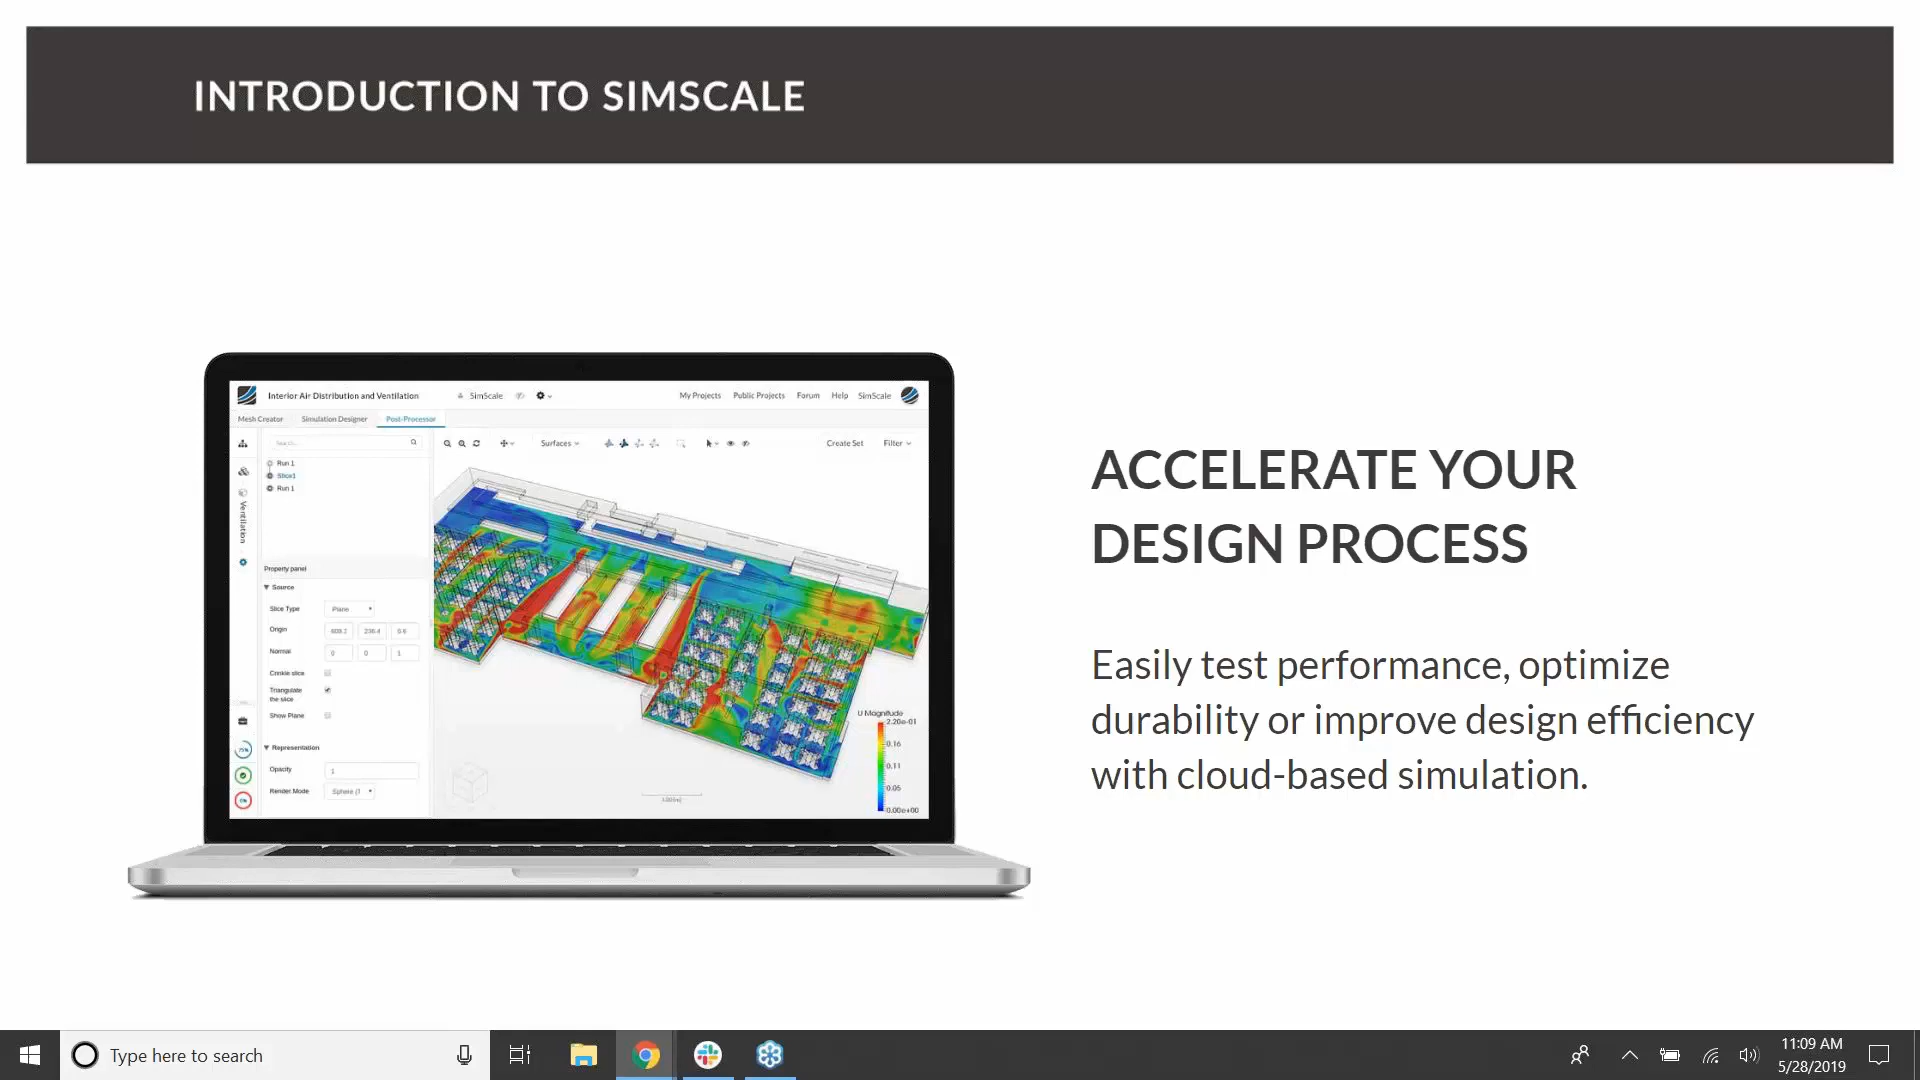 INTRODUCTION TO SIMSCALE
Interior Air Distribution and Ventilation
SimScale
My Projects
Public Projects
Forum
Help
SimScale
Mesh Creator
Simulation Designer
Post-Processor
Surfaces
Create Set
Filter
Run 1
Slice1
Run 1
Ventilation
Property panel
Source
Slice Type
Plane
Origin
Normal
0
0
1
Crinkle slice
Triangulate
the slice
Show Plane
Representation
Opacity
1
Render Mode
75%
U Magnitude
2.20e-01
0.16
0.11
0.05
0.00e+00
ACCELERATE YOUR
DESIGN PROCESS
Easily test performance, optimize
durability or improve design efficiency
with cloud-based simulation.
Type here to search
11:09 AM
5/28/2019